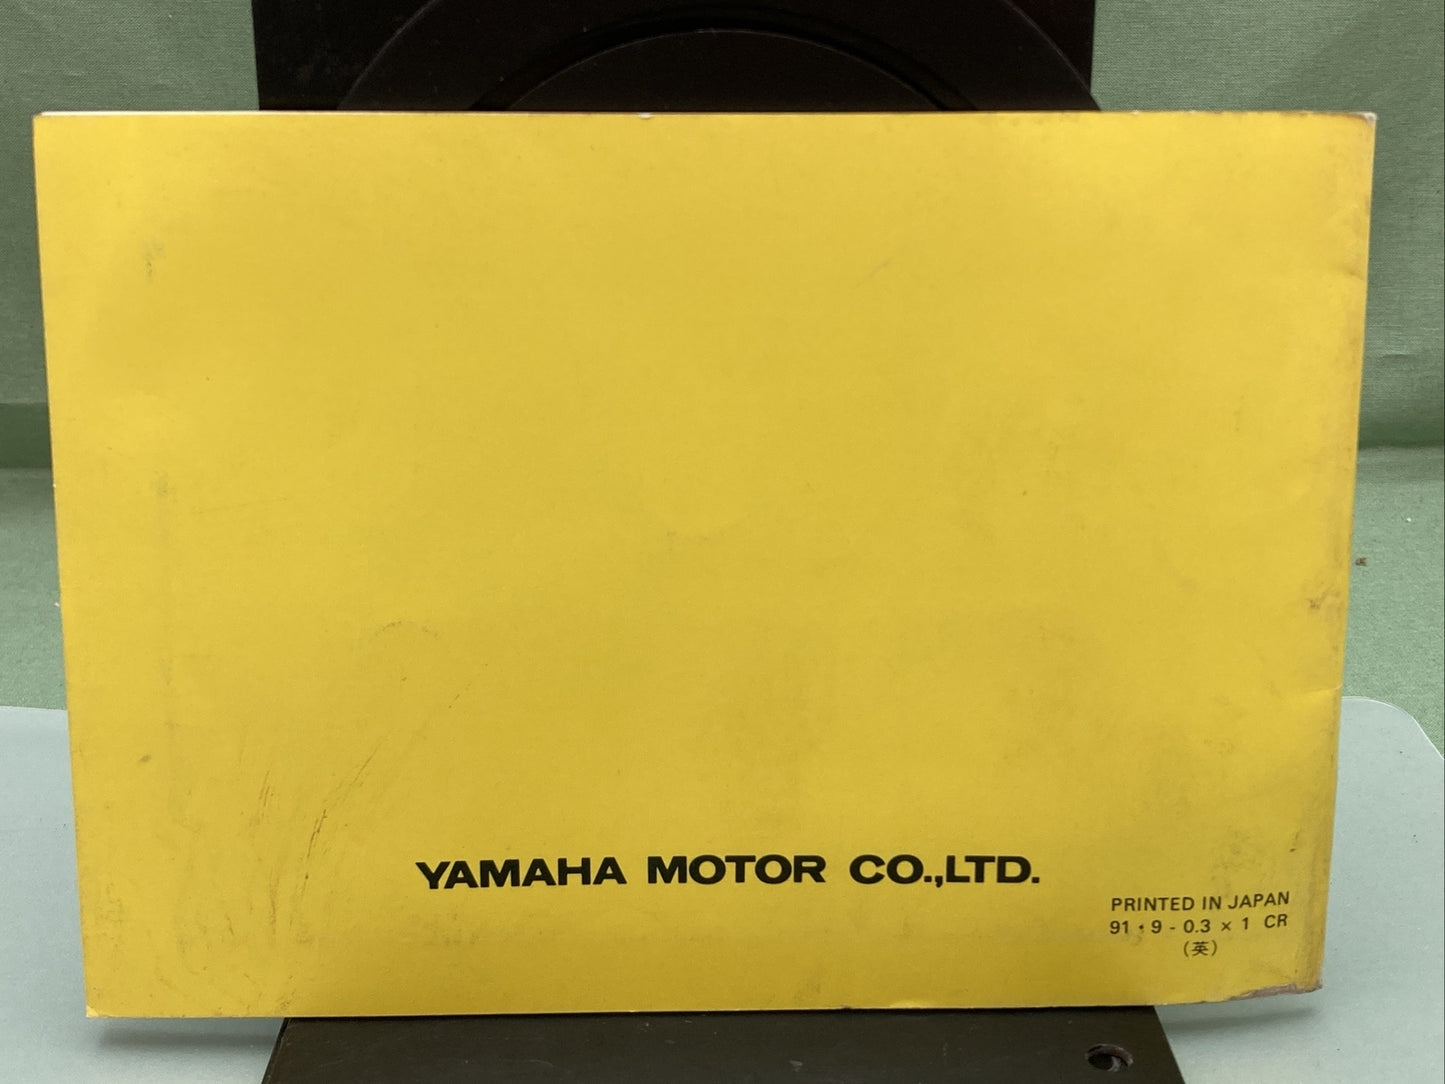 YAMAHA MOTOR CO.,LTD.
PRINTED IN JAPAN
91・9 - 0.3 × 1 CR
(英)